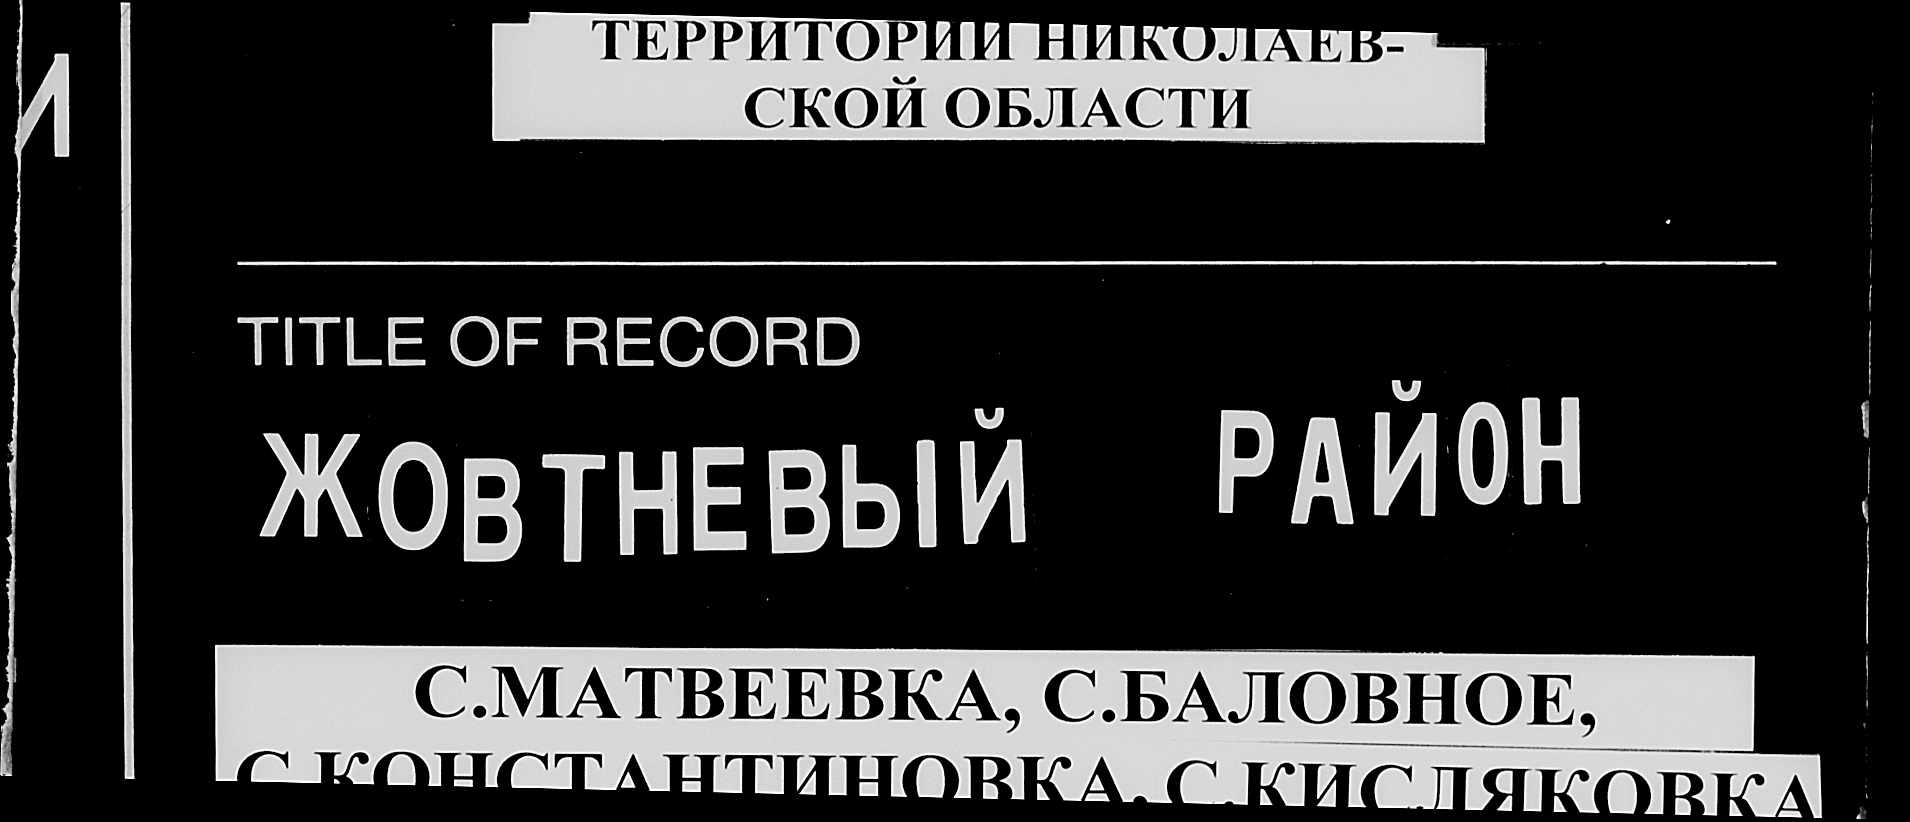 ТЕРРИТОРИИ НИКОЛАЕВ-
СКОЙ ОБЛАСТИ
TITLE OF RECORD
ЖОВТНЕВЫЙ РАЙОН
С.МАТВЕЕВКА, С.БАЛОВНОЕ,
С.КОНСТАНТИНОВКА, С.КИСЛЯКОВКА